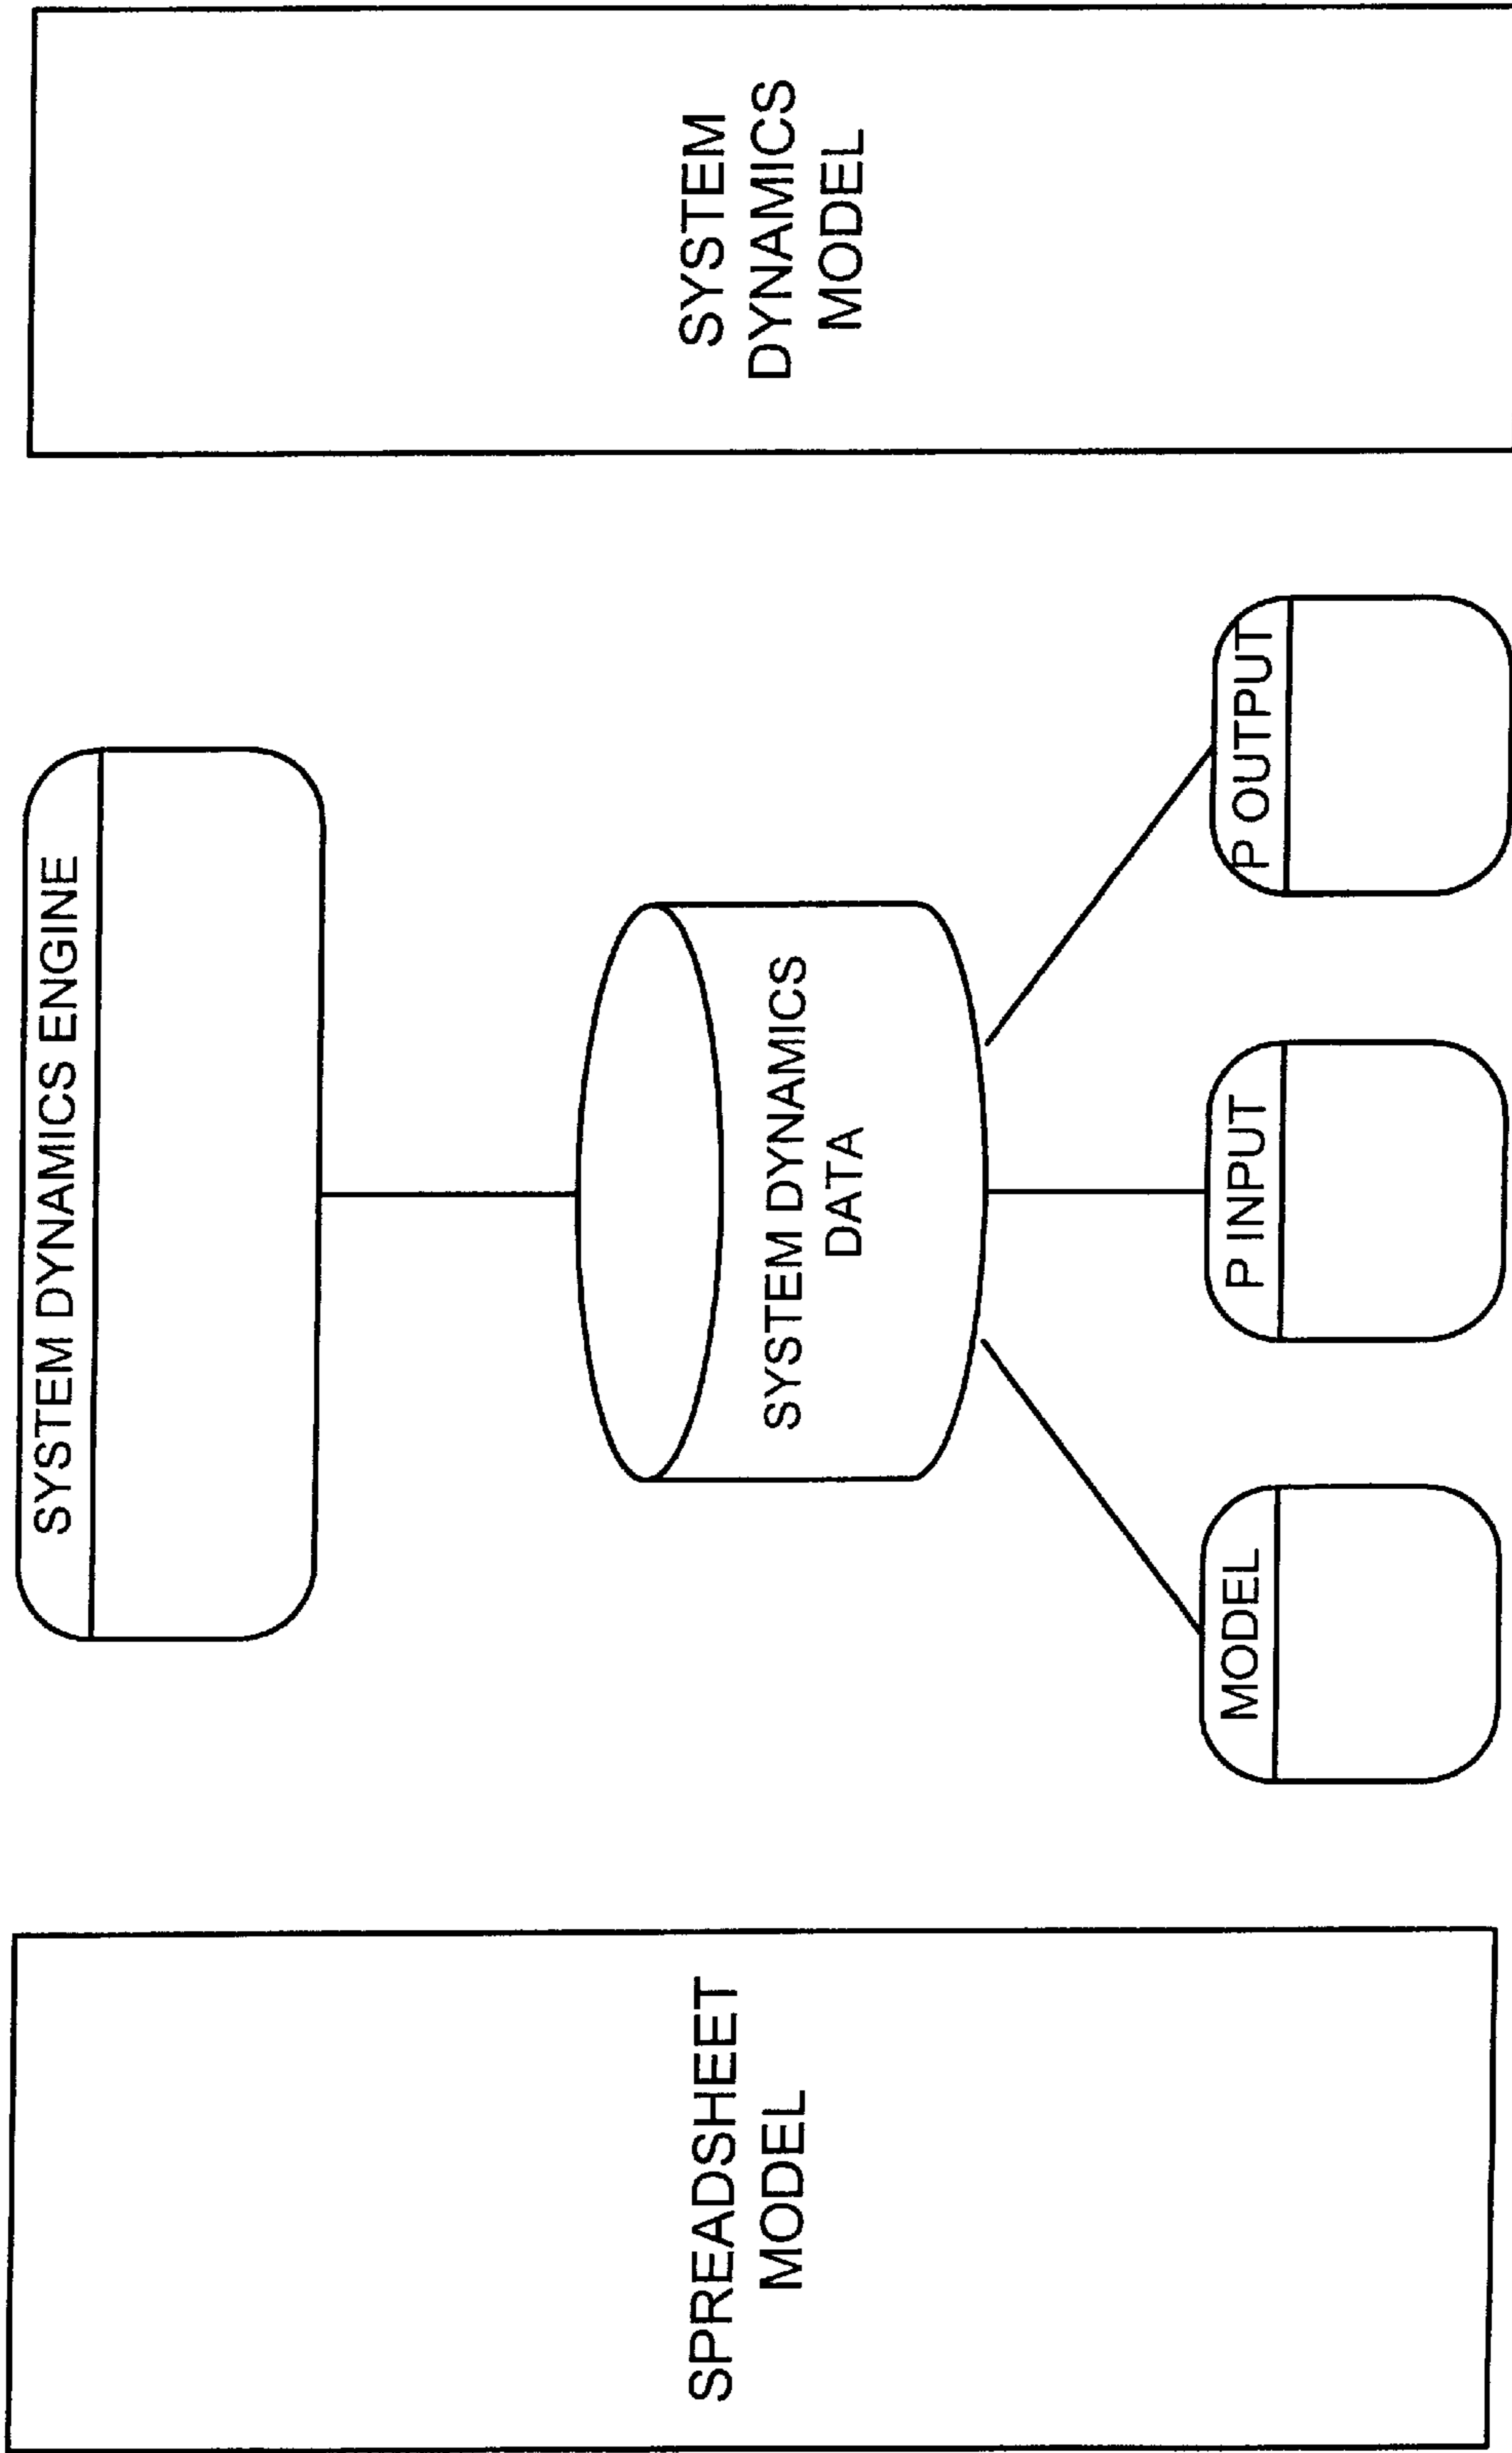 SPREADSHEET
MODEL
SYSTEM DYNAMICS ENGINE
SYSTEM DYNAMICS
DATA
MODEL
P INPUT
P OUTPUT
SYSTEM
DYNAMICS
MODEL